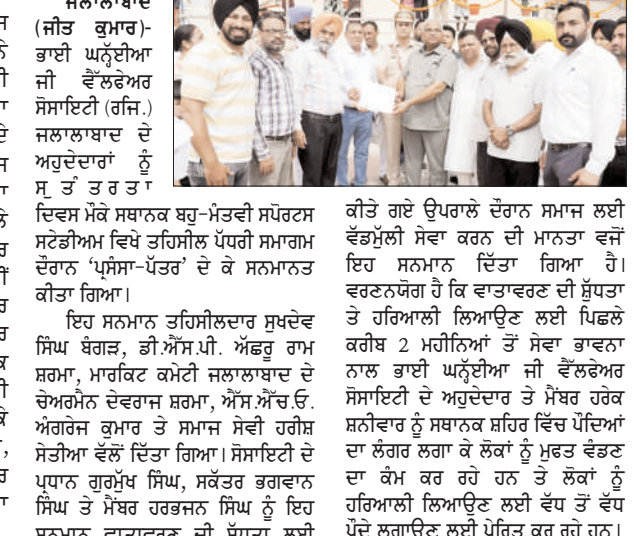 ਜਲਾਲਾਬਾਦ
(ਜੀਤ ਕੁਮਾਰ)-
ਭਾਈ ਘਨ੍ਹੱਈਆ
ਜੀ ਵੈੱਲਫੇਅਰ
ਸੋਸਾਇਟੀ (ਰਜਿ.)
ਜਲਾਲਾਬਾਦ ਦੇ
ਅਹੁਦੇਦਾਰਾਂ ਨੂੰ
ਸੁਤੰਤਰਤਾ
ਦਿਵਸ ਮੌਕੇ ਸਥਾਨਕ ਬਹੁ-ਮੰਤਵੀ ਸਪੋਰਟਸ
ਸਟੇਡੀਅਮ ਵਿਖੇ ਤਹਿਸੀਲ ਪੱਧਰੀ ਸਮਾਗਮ
ਦੌਰਾਨ ‘ਪ੍ਰਸੰਸਾ-ਪੱਤਰ’ ਦੇ ਕੇ ਸਨਮਾਨਤ
ਕੀਤਾ ਗਿਆ।
ਇਹ ਸਨਮਾਨ ਤਹਿਸੀਲਦਾਰ ਸੁਖਦੇਵ
ਸਿੰਘ ਬੰਗੜ, ਡੀ.ਐੱਸ.ਪੀ. ਅੱਛਰੂ ਰਾਮ
ਸ਼ਰਮਾ, ਮਾਰਕਿਟ ਕਮੇਟੀ ਜਲਾਲਾਬਾਦ ਦੇ
ਚੇਅਰਮੈਨ ਦੇਵਰਾਜ ਸ਼ਰਮਾ, ਐੱਸ.ਐੱਚ.ਓ.
ਅੰਗਰੇਜ ਕੁਮਾਰ ਤੇ ਸਮਾਜ ਸੇਵੀ ਹਰੀਸ਼
ਸੇਤੀਆ ਵੱਲੋਂ ਦਿੱਤਾ ਗਿਆ। ਸੋਸਾਇਟੀ ਦੇ
ਪ੍ਰਧਾਨ ਗੁਰਮੁੱਖ ਸਿੰਘ, ਸਕੱਤਰ ਭਗਵਾਨ
ਸਿੰਘ ਤੇ ਮੈਂਬਰ ਹਰਭਜਨ ਸਿੰਘ ਨੂੰ ਇਹ
ਸਨਮਾਨ ਵਾਤਾਵਰਣ ਦੀ ਸ਼ੁੱਧਤਾ ਲਈ
ਕੀਤੇ ਗਏ ਉਪਰਾਲੇ ਦੌਰਾਨ ਸਮਾਜ ਲਈ
ਵੱਡਮੁੱਲੀ ਸੇਵਾ ਕਰਨ ਦੀ ਮਾਨਤਾ ਵਜੋਂ
ਇਹ ਸਨਮਾਨ ਦਿੱਤਾ ਗਿਆ ਹੈ।
ਵਰਣਨਯੋਗ ਹੈ ਕਿ ਵਾਤਾਵਰਣ ਦੀ ਸ਼ੁੱਧਤਾ
ਤੇ ਹਰਿਆਲੀ ਲਿਆਉਣ ਲਈ ਪਿਛਲੇ
ਕਰੀਬ 2 ਮਹੀਨਿਆਂ ਤੋਂ ਸੇਵਾ ਭਾਵਨਾ
ਨਾਲ ਭਾਈ ਘਨ੍ਹੱਈਆ ਜੀ ਵੈੱਲਫੇਅਰ
ਸੋਸਾਇਟੀ ਦੇ ਅਹੁਦੇਦਾਰ ਤੇ ਮੈਂਬਰ ਹਰੇਕ
ਸ਼ਨੀਵਾਰ ਨੂੰ ਸਥਾਨਕ ਸ਼ਹਿਰ ਵਿੱਚ ਪੌਦਿਆਂ
ਦਾ ਲੰਗਰ ਲਗਾ ਕੇ ਲੋਕਾਂ ਨੂੰ ਮੁਫਤ ਵੰਡਣ
ਦਾ ਕੰਮ ਕਰ ਰਹੇ ਹਨ ਤੇ ਲੋਕਾਂ ਨੂੰ
ਹਰਿਆਲੀ ਲਿਆਉਣ ਲਈ ਵੱਧ ਤੋਂ ਵੱਧ
ਪੌਦੇ ਲਗਾਉਣ ਲਈ ਪ੍ਰੇਰਿਤ ਕਰ ਰਹੇ ਹਨ।